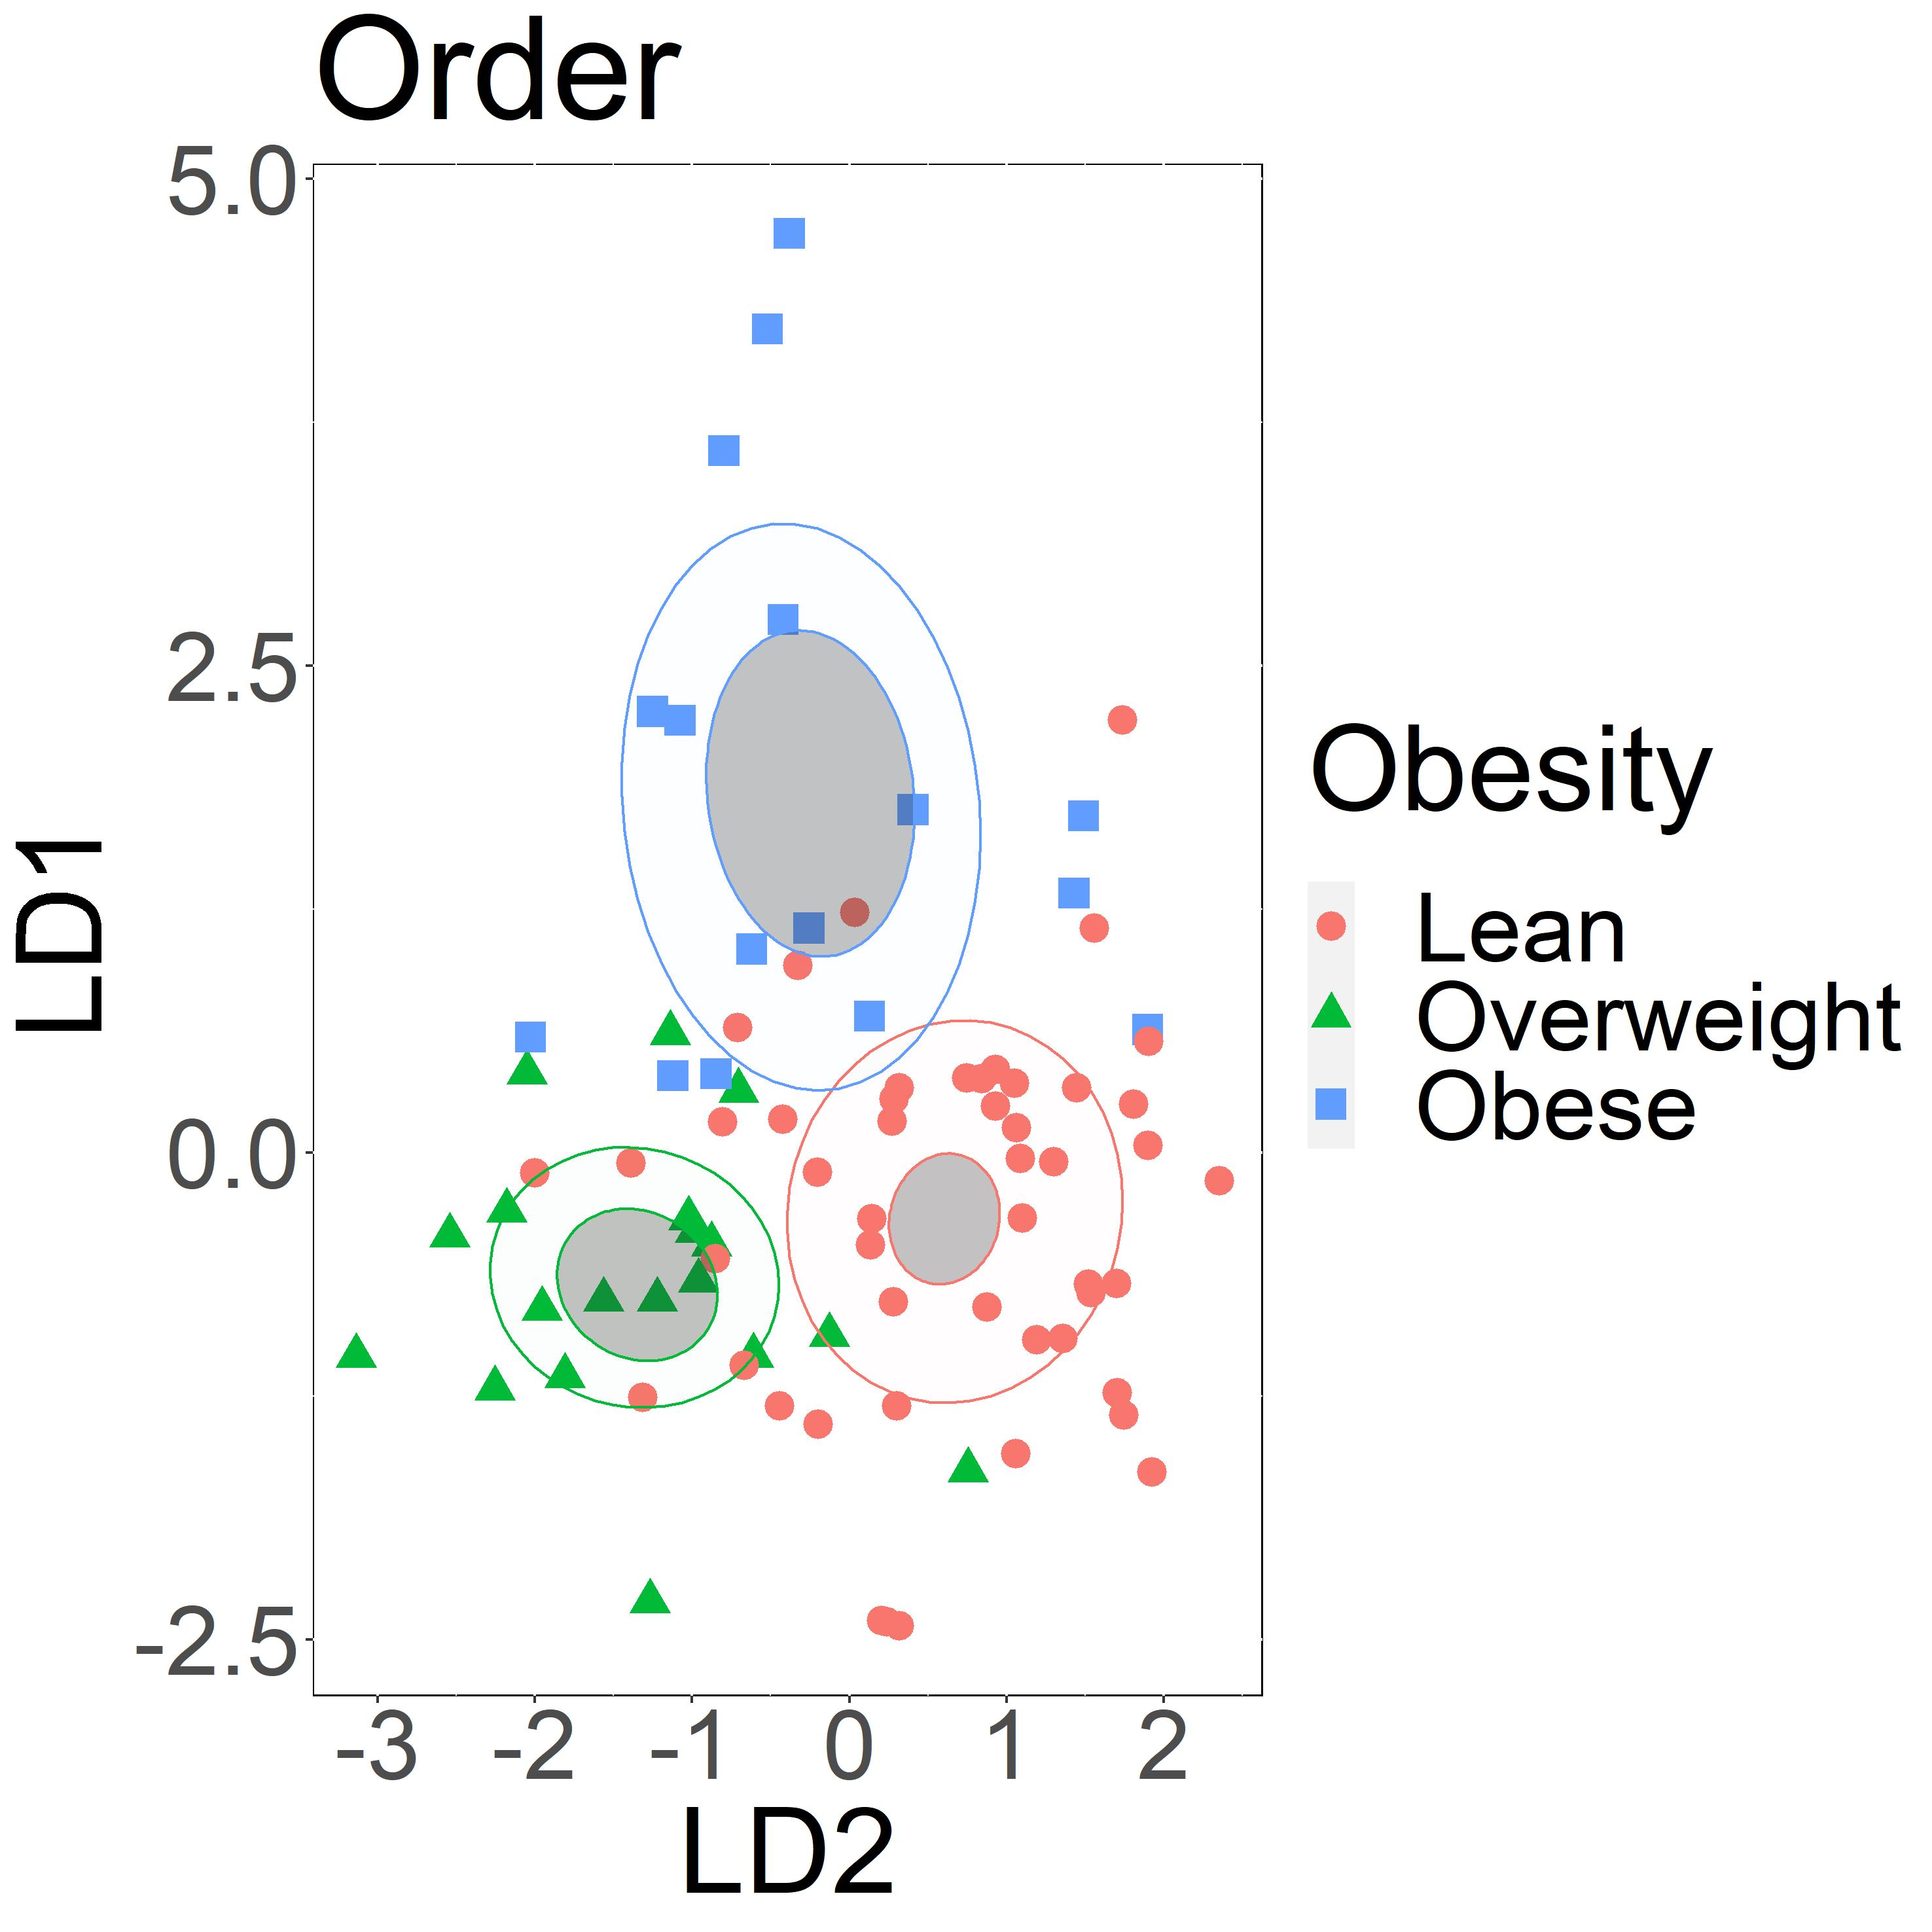 Order
5.0
2.5
0.0
-2.5
LD1
-3 -2 -1 0 1 2
LD2
Obesity
Lean
Overweight
Obese